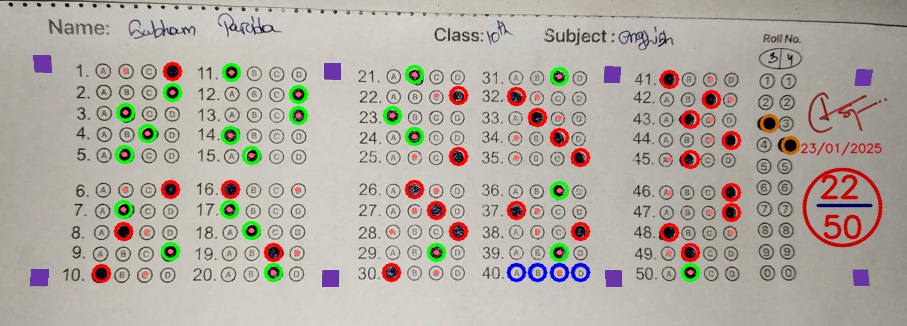 Name: Subham Class: 10th Subject: English Roll No.
3 4
1. A B C 11. B C D 21. A C D 31. A B D 41. B C D 1 1
2. A B C 12. A B C 22. A B C 32. B C D 42. A B D 2 2
3. A C D 13. A B C 23. B C D 33. A C D 43. A C D 3
4. A B D 14. B C D 24. A C D 34. A B D 44. A B C 4
23/01/2025
5. A C D 15. A C D 25. A B C 35. A B C 45. A C D 5 5
6. A B C 16. B C D 26. A C D 36. A B D 46. A B C 6 6
7. A C D 17. B C D 27. A B D 37. B C D 47. A B C 7 7
8. A C D 18. A C D 28. A B C 38. A B C 48. B C D 8 8
9. A B C 19. A B D 29. A B D 39. A B D 49. A C D 9 9
10. B C D 20. A B D 30. B C D 40. A B C D 50. A C D 0 0
22
50